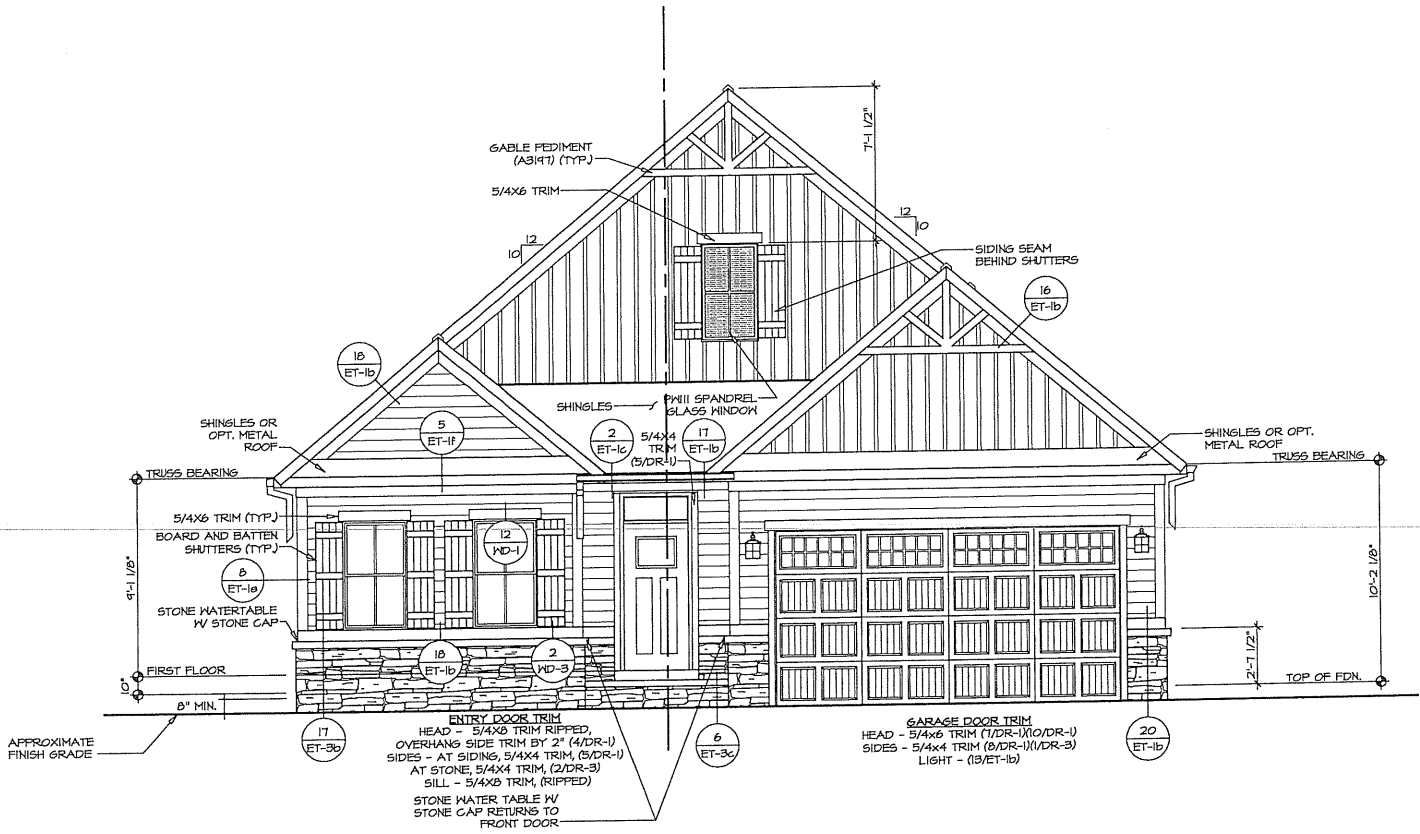 7'-1 1/2"
GABLE PEDIMENT
(A3197) (TYP.)
5/4X6 TRIM
12
10
12
10
SIDING SEAM
BEHIND SHUTTERS
16
ET-1b
18
ET-1b
SHINGLES
PW111 SPANDREL
GLASS WINDOW
SHINGLES OR
OPT. METAL
ROOF
5
ET-1f
2
ET-1c
5/4X4
TRIM
(5/DR-1)
17
ET-1b
SHINGLES OR OPT.
METAL ROOF
TRUSS BEARING
TRUSS BEARING
5/4X6 TRIM (TYP.)
BOARD AND BATTEN
SHUTTERS (TYP.)
12
WD-1
8
ET-1a
9'-1 1/8"
10'-2 1/8"
STONE WATERTABLE
W/ STONE CAP
18
ET-1b
2
WD-3
2'-7 1/2"
FIRST FLOOR
10"
8" MIN.
TOP OF FDN.
APPROXIMATE
FINISH GRADE
17
ET-3b
ENTRY DOOR TRIM
HEAD - 5/4X8 TRIM RIPPED,
OVERHANG SIDE TRIM BY 2" (4/DR-1)
SIDES - AT SIDING, 5/4X4 TRIM, (5/DR-1)
AT STONE, 5/4X4 TRIM, (2/DR-3)
SILL - 5/4X8 TRIM, (RIPPED)
STONE WATER TABLE W/
STONE CAP RETURNS TO
FRONT DOOR
6
ET-3c
GARAGE DOOR TRIM
HEAD - 5/4x6 TRIM (7/DR-1)(10/DR-1)
SIDES - 5/4x4 TRIM (8/DR-1)(1/DR-3)
LIGHT - (13/ET-1b)
20
ET-1b